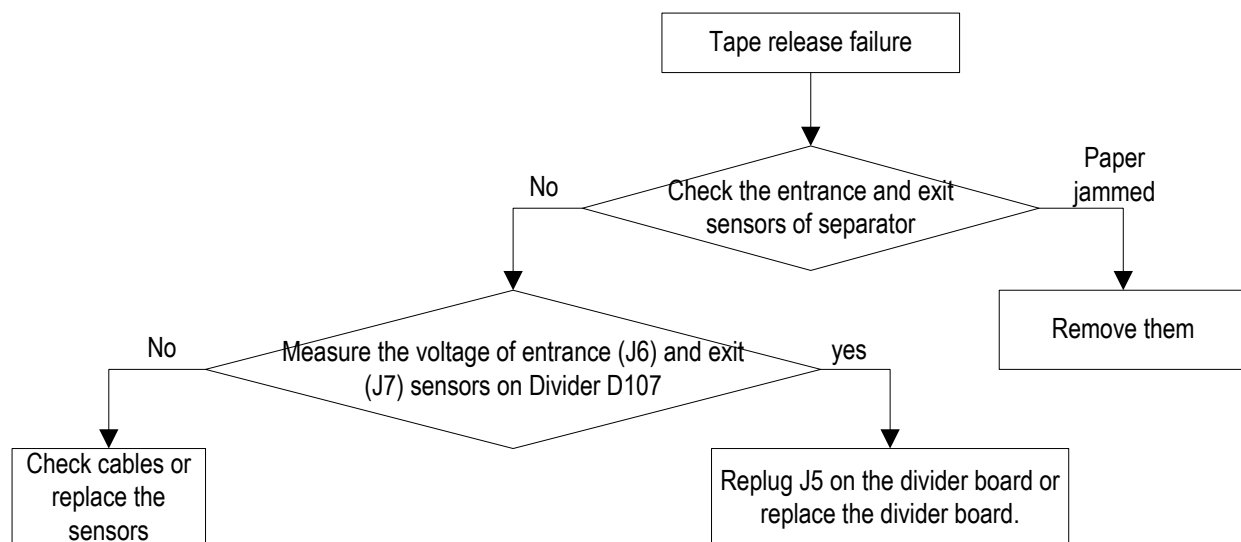 Tape release failure
No
Check the entrance and exit
sensors of separator
Paper
jammed
Remove them
No
Measure the voltage of entrance (J6) and exit
(J7) sensors on Divider D107
yes
Check cables or
replace the
sensors
Replug J5 on the divider board or
replace the divider board.